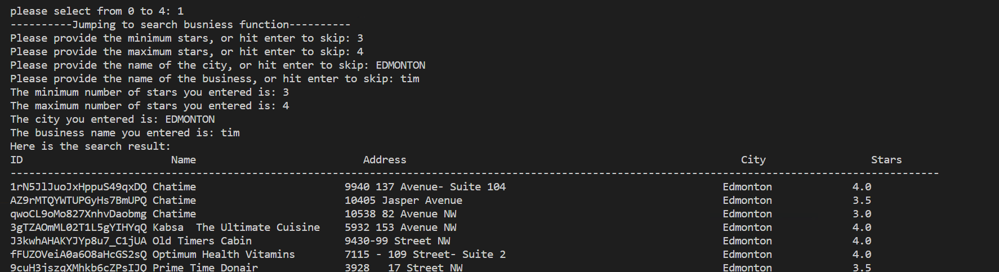 please select from 0 to 4: 1
----------Jumping to search busniess function----------
Please provide the minimum stars, or hit enter to skip: 3
Please provide the maximum stars, or hit enter to skip: 4
Please provide the name of the city, or hit enter to skip: EDMONTON
Please provide the name of the business, or hit enter to skip: tim
The minimum number of stars you entered is: 3
The maximum number of stars you entered is: 4
The city you entered is: EDMONTON
The business name you entered is: tim
Here is the search result:
ID                        Name                           Address                                                      City                 Stars
------------------------------------------------------------------------------------------------------------------------------------------------------
1rN5JlJuoJxHppuS49qxDQ Chatime                        9940 137 Avenue- Suite 104                                   Edmonton             4.0
AZ9rMTQYWTUPGyHs7BmUPQ Chatime                        10405 Jasper Avenue                                          Edmonton             3.5
qwoCL9oMo827XnhvDaobmg Chatime                        10538 82 Avenue NW                                           Edmonton             3.0
3gTZAOmML02T1L5gYIHYqQ Kabsa  The Ultimate Cuisine    5932 153 Avenue NW                                           Edmonton             4.0
J3kwhAHAKYJYp8u7_C1jUA Old Timers Cabin               9430-99 Street NW                                            Edmonton             4.0
fFUZOVeiA0a6O8aHcGS2sQ Optimum Health Vitamins        7115 - 109 Street- Suite 2                                   Edmonton             4.0
9cuH3jszqXMhkb6cZPsIJQ Prime Time Donair              3928   17 Street NW                                          Edmonton             3.5